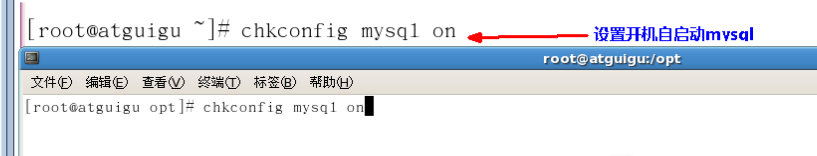 [root@atguigu ~]# chkconfig mysql on
设置开机自启动mysql
root@atguigu:/opt
文件(F) 编辑(E) 查看(V) 终端(T) 标签(B) 帮助(H)
[root@atguigu opt]# chkconfig mysql on